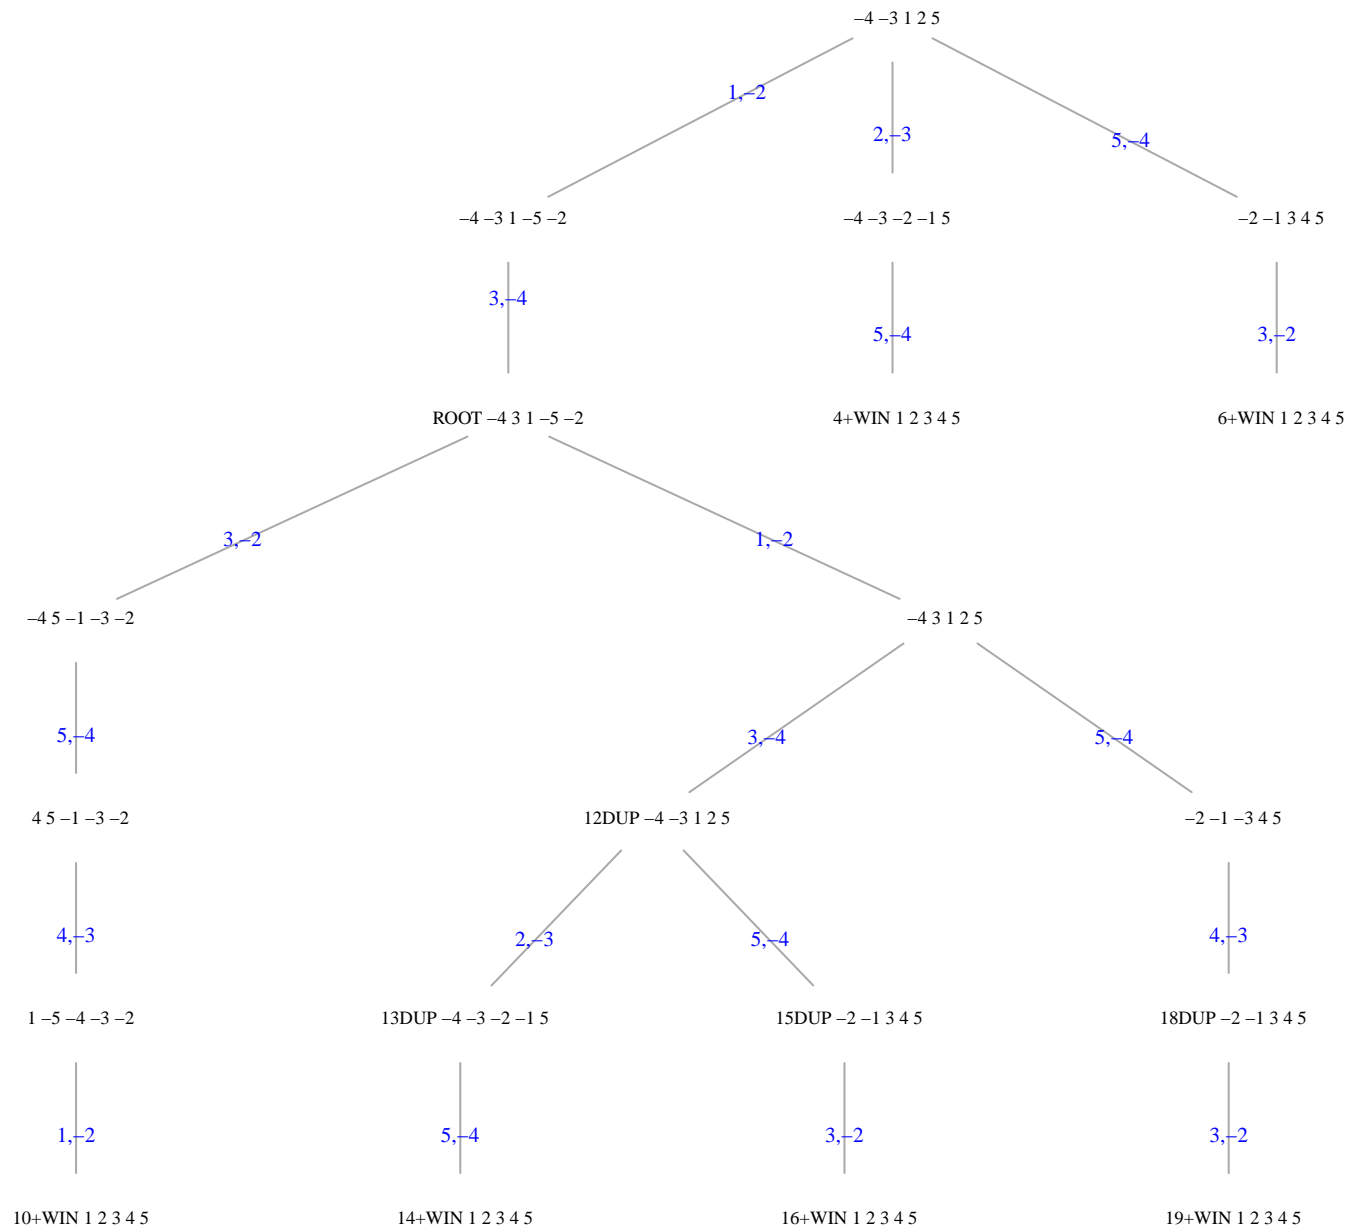 –4 –3 1 2 5
1,–2
2,–3
5,–4
–4 –3 1 –5 –2
–4 –3 –2 –1 5
–2 –1 3 4 5
3,–4
5,–4
3,–2
ROOT –4 3 1 –5 –2
4+WIN 1 2 3 4 5
6+WIN 1 2 3 4 5
3,–2
1,–2
–4 5 –1 –3 –2
–4 3 1 2 5
5,–4
3,–4
5,–4
4 5 –1 –3 –2
12DUP –4 –3 1 2 5
–2 –1 –3 4 5
4,–3
2,–3
5,–4
4,–3
1 –5 –4 –3 –2
13DUP –4 –3 –2 –1 5
15DUP –2 –1 3 4 5
18DUP –2 –1 3 4 5
1,–2
5,–4
3,–2
3,–2
10+WIN 1 2 3 4 5
14+WIN 1 2 3 4 5
16+WIN 1 2 3 4 5
19+WIN 1 2 3 4 5